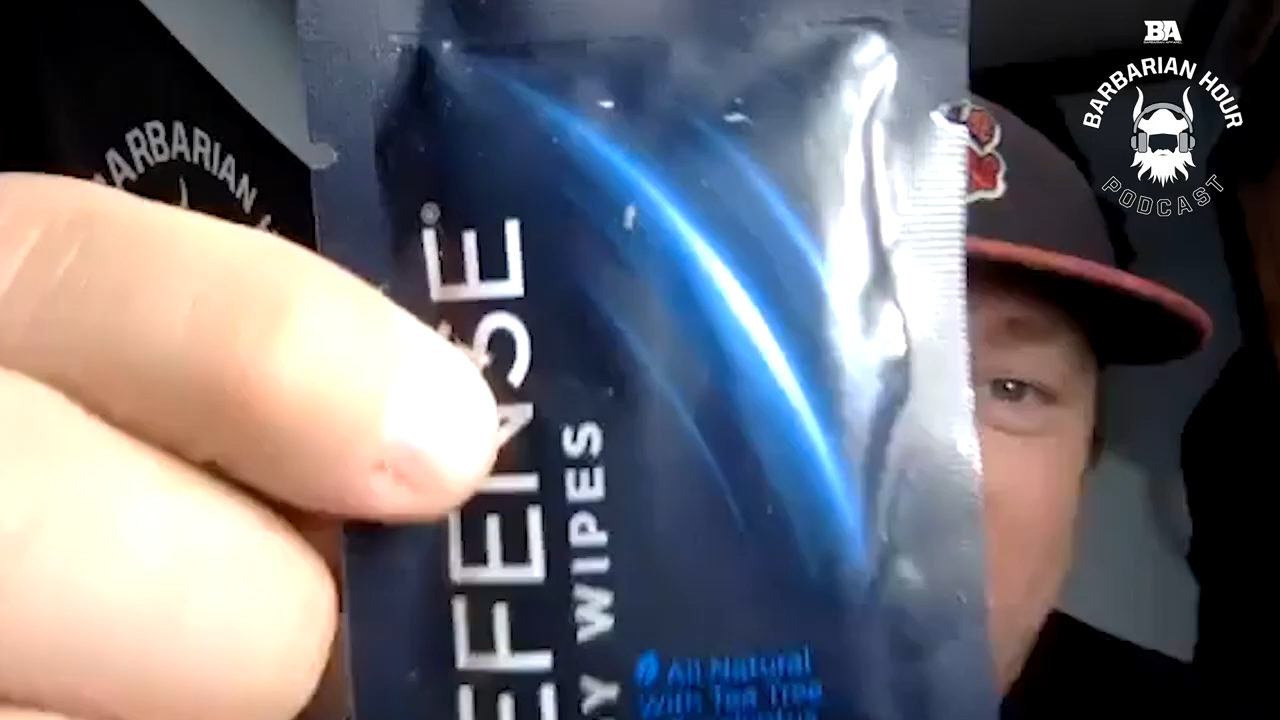 BA
BARBARIAN HOUR
PODCAST
ARBARIAN
EFENSE®
Y WIPES
All Natural
With Tea Tree